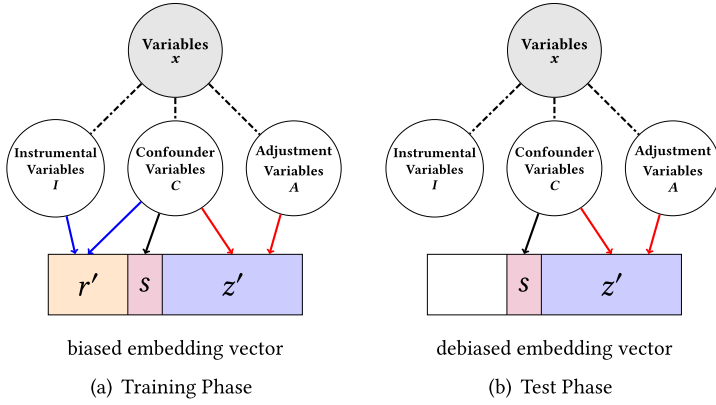 Variables
x
Instrumental
Variables
I
Confounder
Variables
C
Adjustment
Variables
A
r′ s z′
biased embedding vector
(a) Training Phase
Variables
x
Instrumental
Variables
I
Confounder
Variables
C
Adjustment
Variables
A
s z′
debiased embedding vector
(b) Test Phase